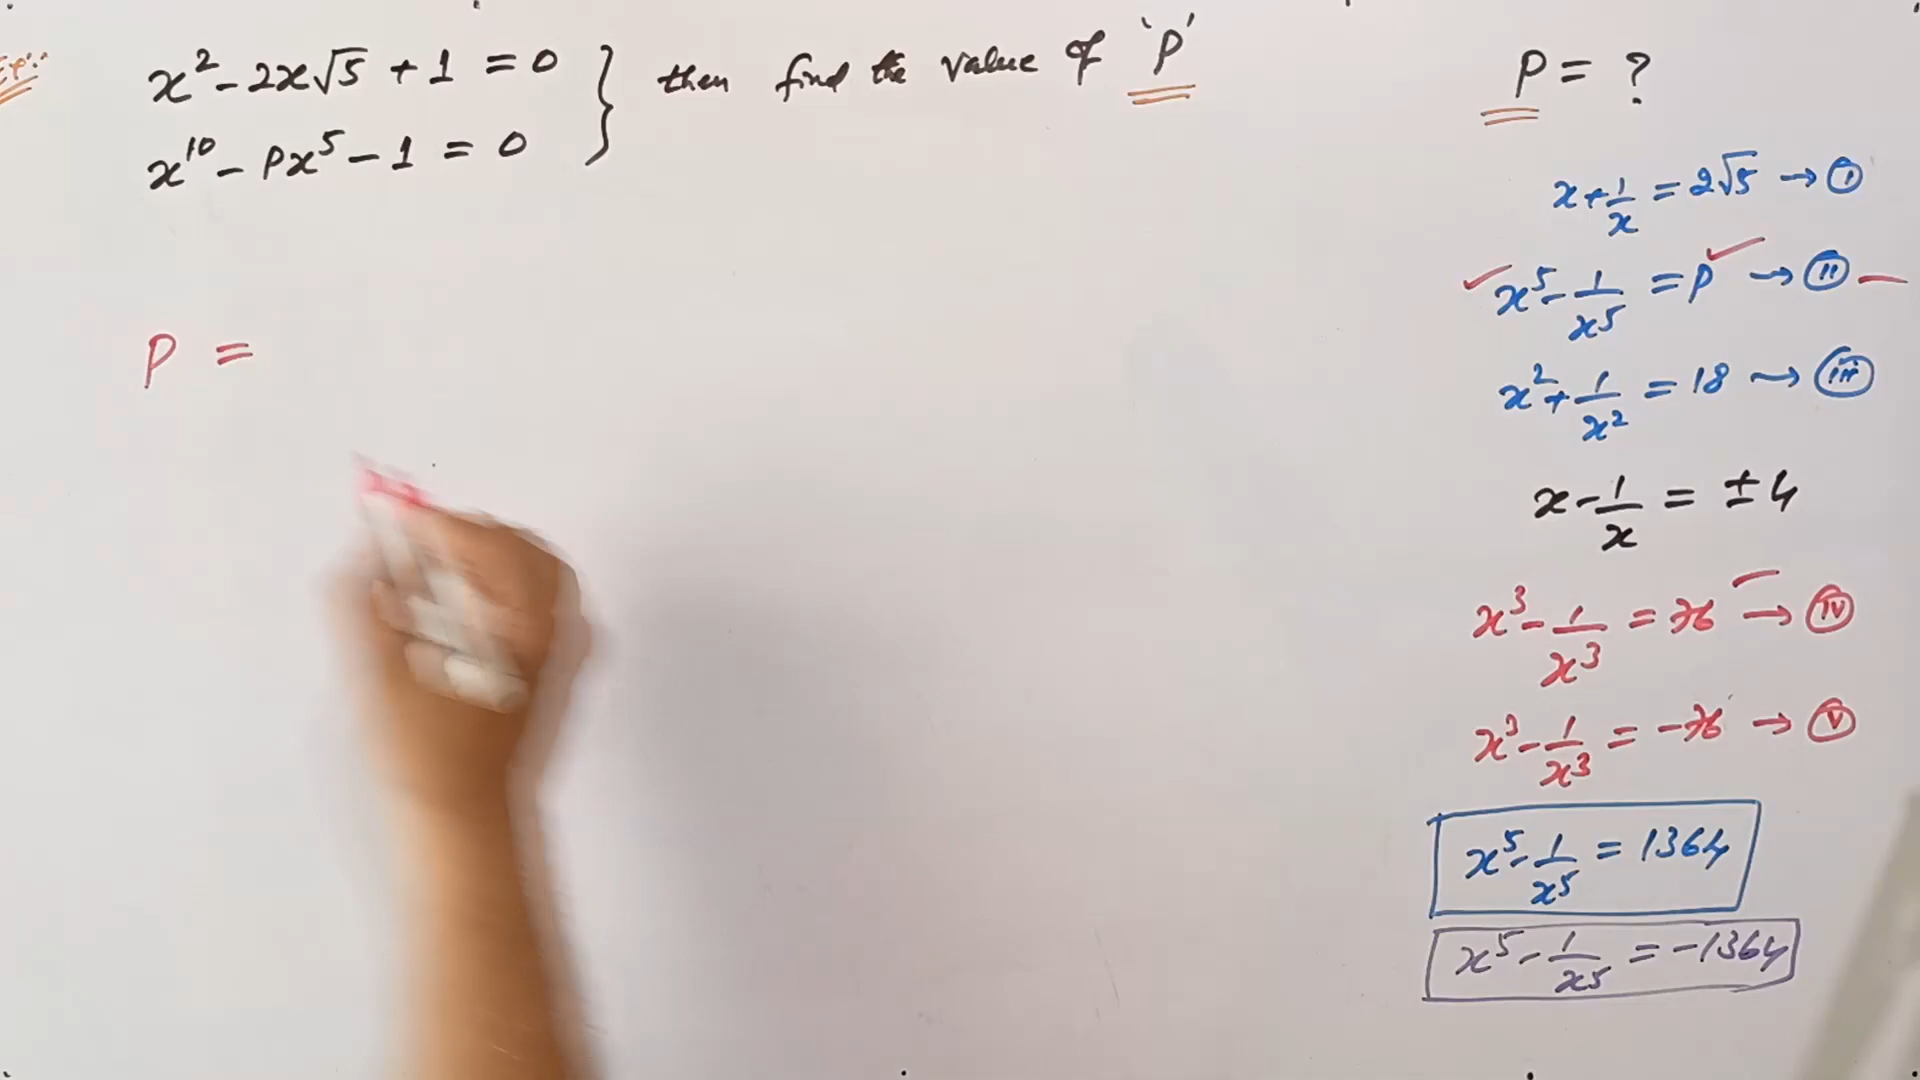 x² - 2x√5 + 1 = 0 } then find the value of 'P'
x¹⁰ - Px⁵ - 1 = 0
P =
P = ?
x + 1/x = 2√5 → (i)
✓ x⁵ - 1/x⁵ = P ✓ → (ii) —
x² + 1/x² = 18 → (iii)
x - 1/x = ± 4
x³ - 1/x³ = 76 → (iv)
x³ - 1/x³ = -76 → (v)
x⁵ - 1/x⁵ = 1364
x⁵ - 1/x⁵ = -1364